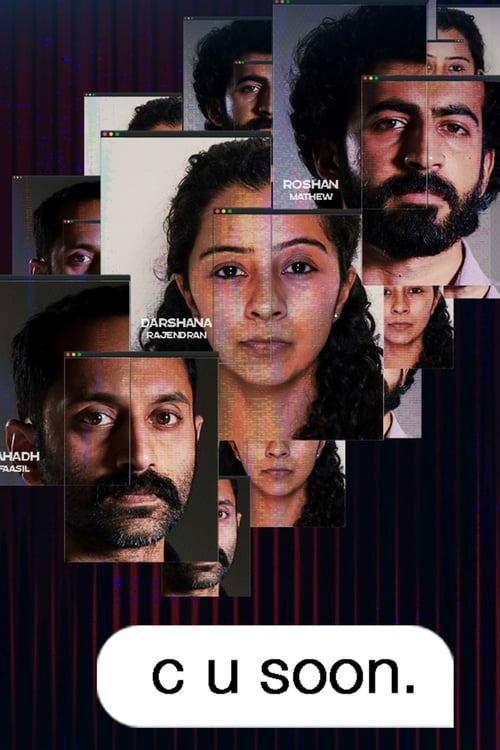 ROSHAN
MATHEW
DARSHANA
RAJENDRAN
AHADH
FAASIL
c u soon.